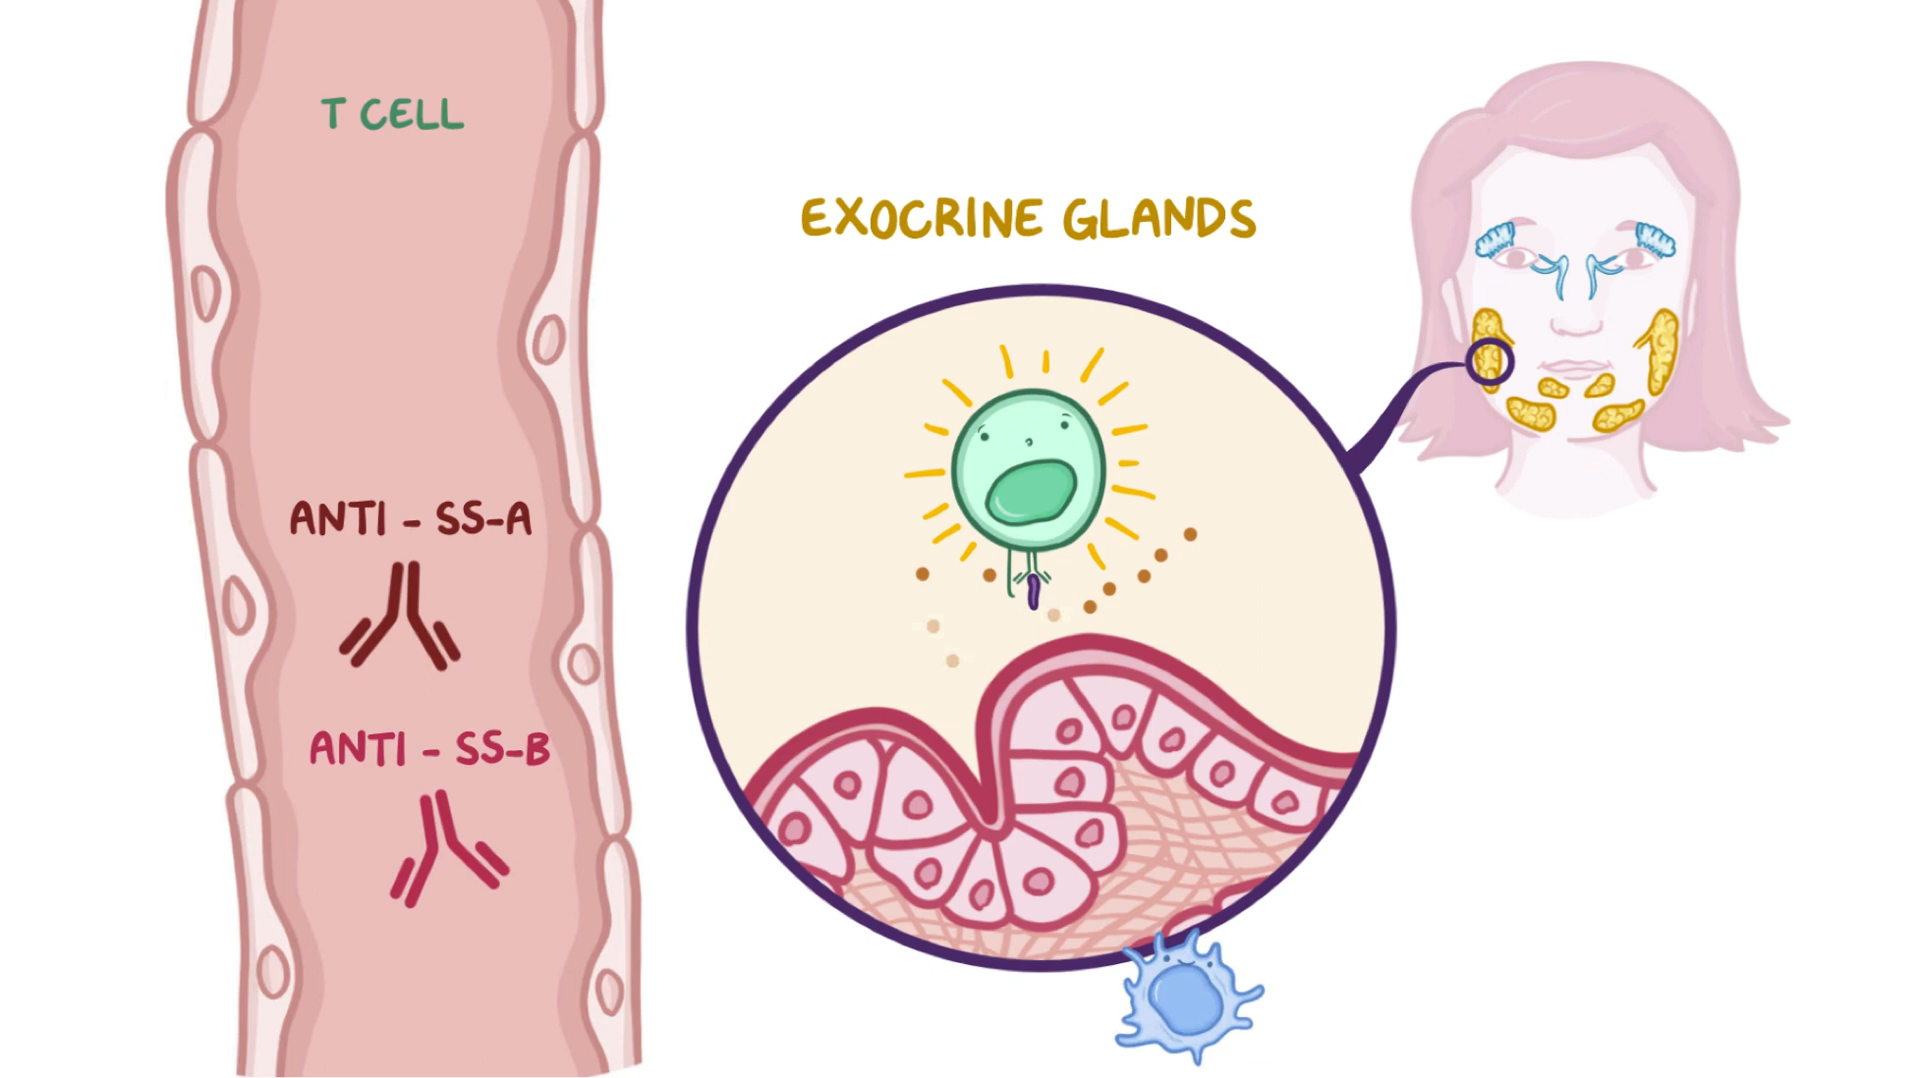 T CELL
EXOCRINE GLANDS
ANTI - SS-A
ANTI - SS-B